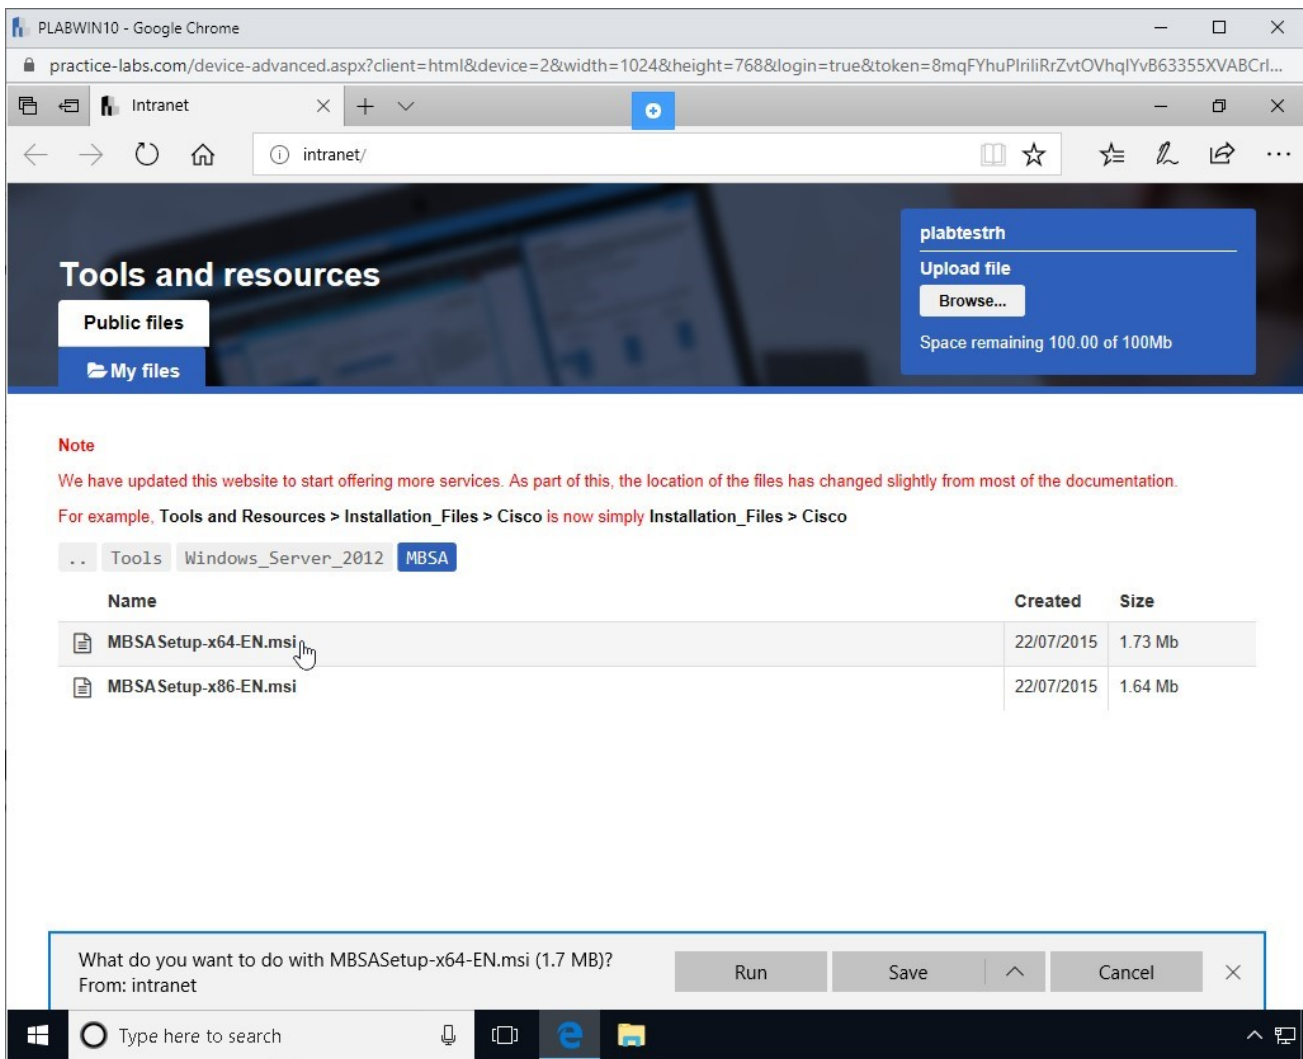 PLABWIN10 - Google Chrome
practice-labs.com/device-advanced.aspx?client=html&device=2&width=1024&height=768&login=true&token=8mqFYhuPIriliRrZvtOVhqIYvB63355XVABCrI...
Intranet
intranet/
plabtestrh
Upload file
Browse...
Space remaining 100.00 of 100Mb
Tools and resources
Public files
My files
Note
We have updated this website to start offering more services. As part of this, the location of the files has changed slightly from most of the documentation.
For example, Tools and Resources > Installation_Files > Cisco is now simply Installation_Files > Cisco
.. Tools Windows_Server_2012 MBSA
Name Created Size
MBSASetup-x64-EN.msi 22/07/2015 1.73 Mb
MBSASetup-x86-EN.msi 22/07/2015 1.64 Mb
What do you want to do with MBSASetup-x64-EN.msi (1.7 MB)?
From: intranet
Run Save Cancel
Type here to search